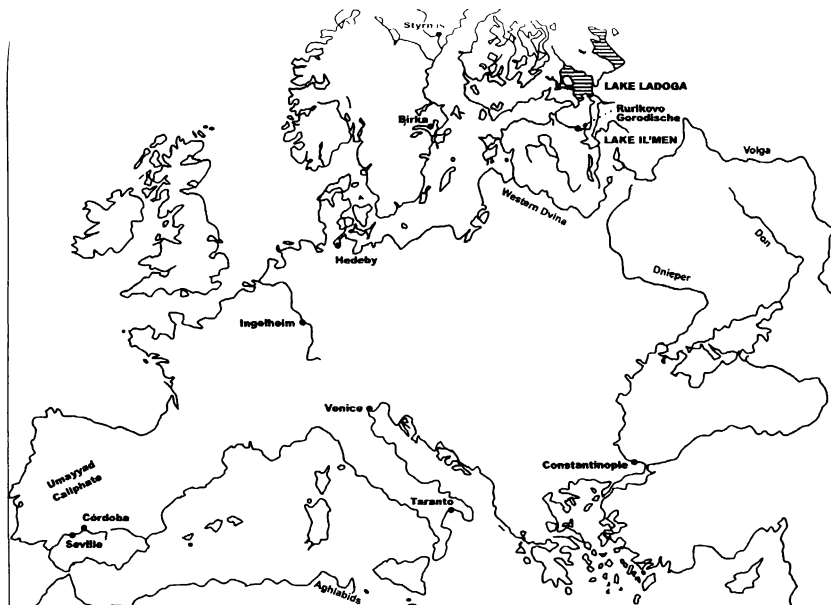 Styrn
LAKE LADOGA
Rurikovo
Gorodische
Birka
LAKE IL'MEN
Volga
Western Dvina
Don
Hedeby
Dnieper
Ingelheim
Venice
Constantinople
Umayyad
Caliphate
Taranto
Córdoba
Seville
Aghlabids